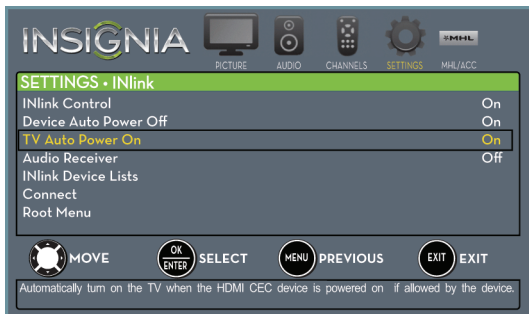 INSIGNIA
PICTURE AUDIO CHANNELS SETTINGS MHL/ACC
MHL
SETTINGS • INlink
INlink Control On
Device Auto Power Off On
TV Auto Power On On
Audio Receiver Off
INlink Device Lists
Connect
Root Menu
MOVE OK ENTER SELECT MENU PREVIOUS EXIT EXIT
Automatically turn on the TV when the HDMI CEC device is powered on if allowed by the device.